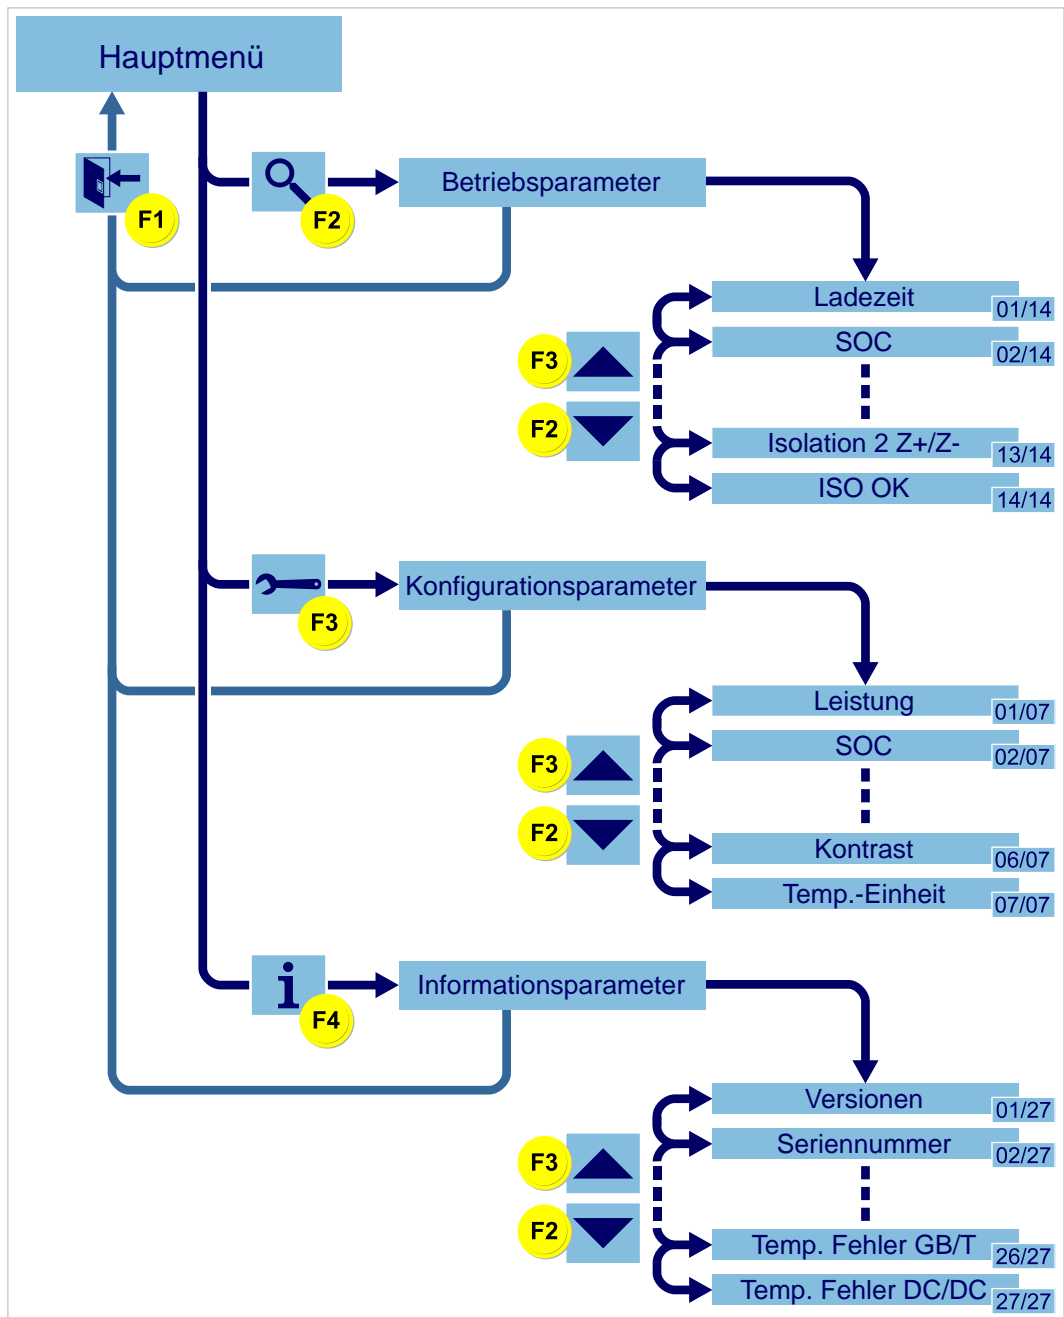 Hauptmenü
F1
F2
Betriebsparameter
Ladezeit
01/14
SOC
02/14
F3
F2
Isolation 2 Z+/Z-
13/14
ISO OK
14/14
F3
Konfigurationsparameter
Leistung
01/07
SOC
02/07
F3
F2
Kontrast
06/07
Temp.-Einheit
07/07
i
F4
Informationsparameter
Versionen
01/27
Seriennummer
02/27
F3
F2
Temp. Fehler GB/T
26/27
Temp. Fehler DC/DC
27/27